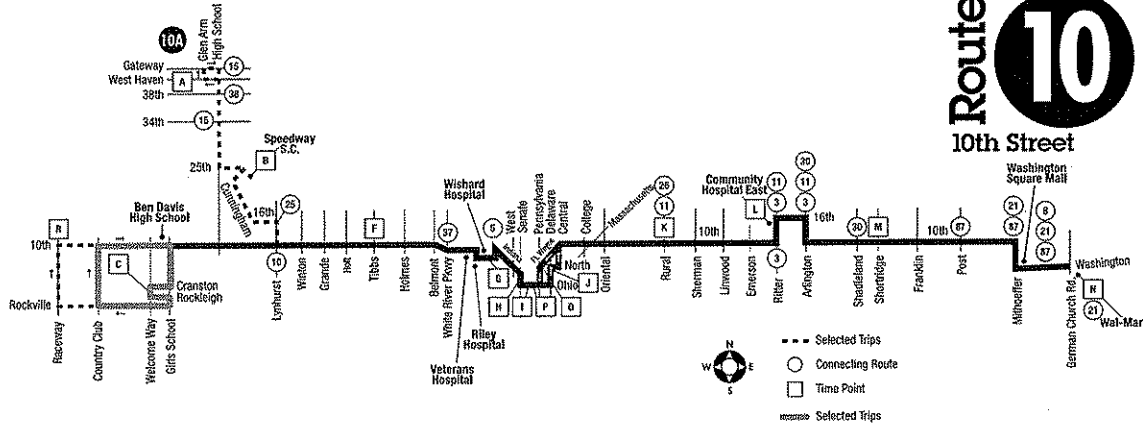 Route
10
10th Street
10A
Glen Arm
High School
Gateway
15
West Haven
A
38th
38
34th
15
25th
Speedway
S.C.
B
Cunningham
16th
25
Ben Davis
High School
R
10th
C
Cranston
Rockleigh
Rockville
Raceway
Country Club
Welcome Way
Girls School
10
Lynhurst
Winton
Grande
Holt
F
Tibbs
Holmes
Belmont
White River Pkwy
37
Wishard
Hospital
Veterans
Hospital
Riley
Hospital
S
G
Indiana
West
Senate
H
I
P
O
Pennsylvania
Delaware
Central
North
Ohio
J
College
Massachusetts
Oriental
26
11
K
Rural
10th
Sherman
Linwood
Emerson
Community
Hospital East
L
11
3
3
Ritter
30
11
3
16th
Arlington
30
Shadeland
M
Shortridge
Franklin
10th
87
Post
Washington
Square Mall
21
87
Mithoeffer
8
21
87
Washington
German Church Rd.
N
21
Wal-Mar
N
W E
S
Selected Trips
Connecting Route
Time Point
Selected Trips